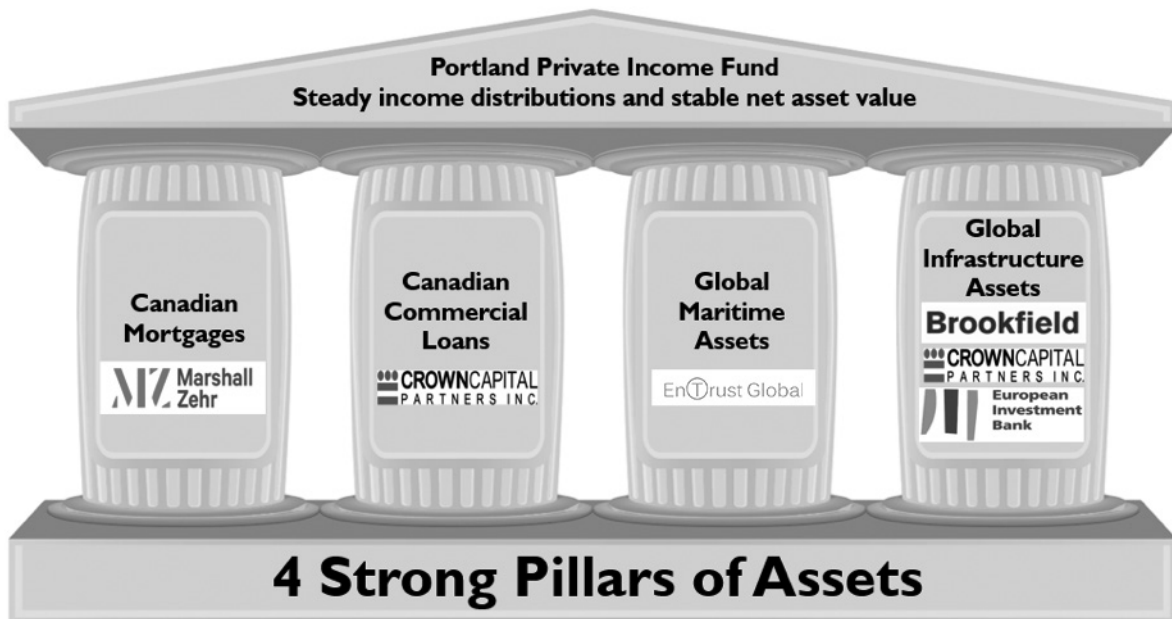 Portland Private Income Fund
Steady income distributions and stable net asset value
Canadian
Mortgages
MZ Marshall
Zehr
Canadian
Commercial
Loans
CROWNCAPITAL
PARTNERS INC.
Global
Maritime
Assets
EnTrust Global
Global
Infrastructure
Assets
Brookfield
CROWNCAPITAL
PARTNERS INC.
European
Investment
Bank
4 Strong Pillars of Assets